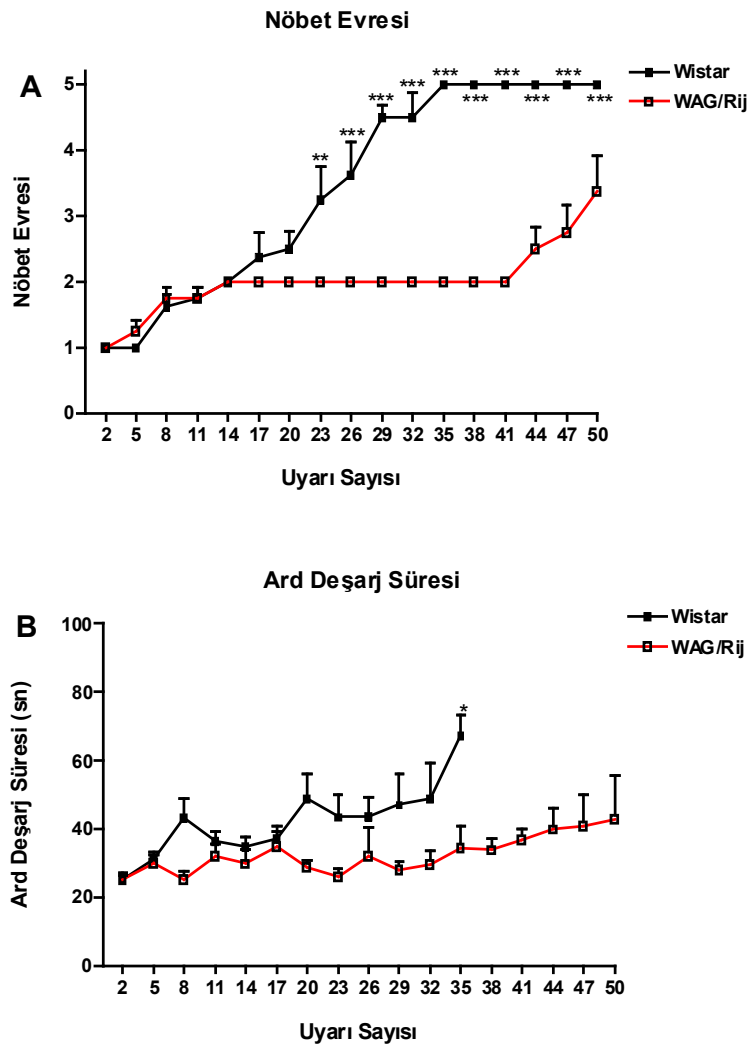 Nöbet Evresi
A
Nöbet Evresi
5
4
3
2
1
0
** *** *** *** *** *** *** *** *** ***
*** Wistar
WAG/Rij
2 5 8 11 14 17 20 23 26 29 32 35 38 41 44 47 50
Uyarı Sayısı
Ard Deşarj Süresi
B
Ard Deşarj Süresi (sn)
100
80
60
40
20
0
*
Wistar
WAG/Rij
2 5 8 11 14 17 20 23 26 29 32 35 38 41 44 47 50
Uyarı Sayısı